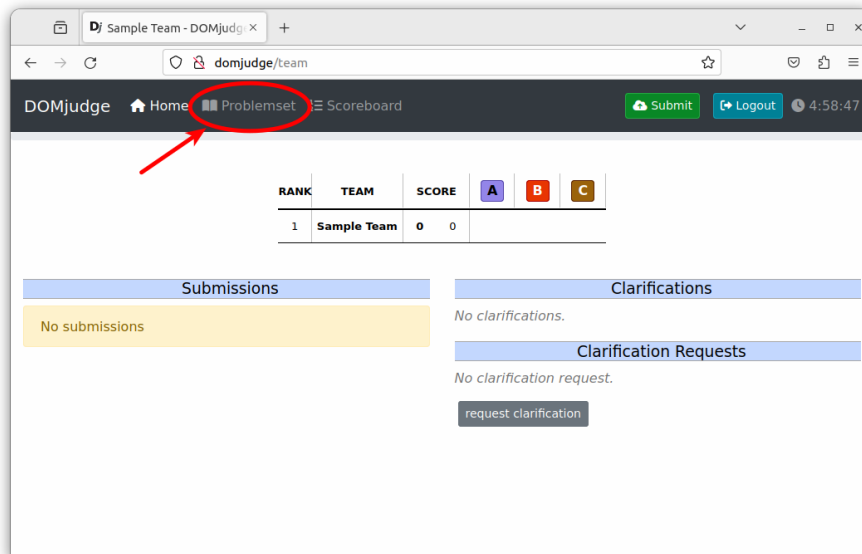 Dj Sample Team - DOMjudg
domjudge/team
DOMjudge Home Problemset Scoreboard Submit Logout 4:58:47
RANK TEAM SCORE A B C
1 Sample Team 0 0
Submissions
No submissions
Clarifications
No clarifications.
Clarification Requests
No clarification request.
request clarification